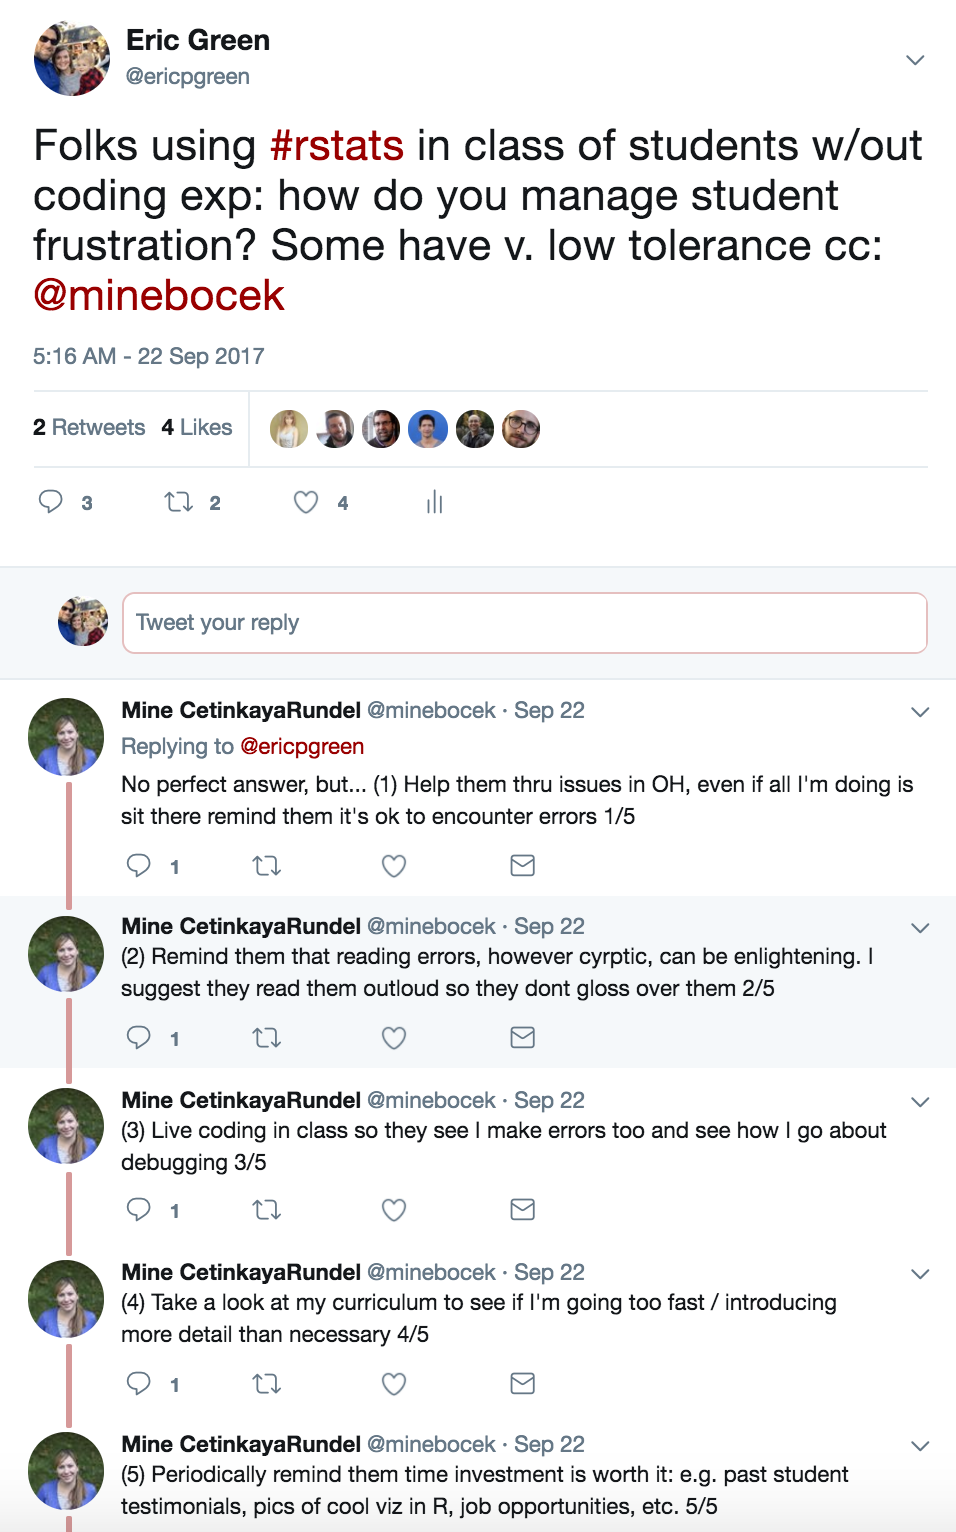 Eric Green
@ericpgreen
Folks using #rstats in class of students w/out
coding exp: how do you manage student
frustration? Some have v. low tolerance cc:
@minebocek
5:16 AM - 22 Sep 2017
2 Retweets 4 Likes
3 2 4
Tweet your reply
Mine CetinkayaRundel @minebocek · Sep 22
Replying to @ericpgreen
No perfect answer, but... (1) Help them thru issues in OH, even if all I'm doing is
sit there remind them it's ok to encounter errors 1/5
1
Mine CetinkayaRundel @minebocek · Sep 22
(2) Remind them that reading errors, however cyrptic, can be enlightening. I
suggest they read them outloud so they dont gloss over them 2/5
1
Mine CetinkayaRundel @minebocek · Sep 22
(3) Live coding in class so they see I make errors too and see how I go about
debugging 3/5
1
Mine CetinkayaRundel @minebocek · Sep 22
(4) Take a look at my curriculum to see if I'm going too fast / introducing
more detail than necessary 4/5
1
Mine CetinkayaRundel @minebocek · Sep 22
(5) Periodically remind them time investment is worth it: e.g. past student
testimonials, pics of cool viz in R, job opportunities, etc. 5/5